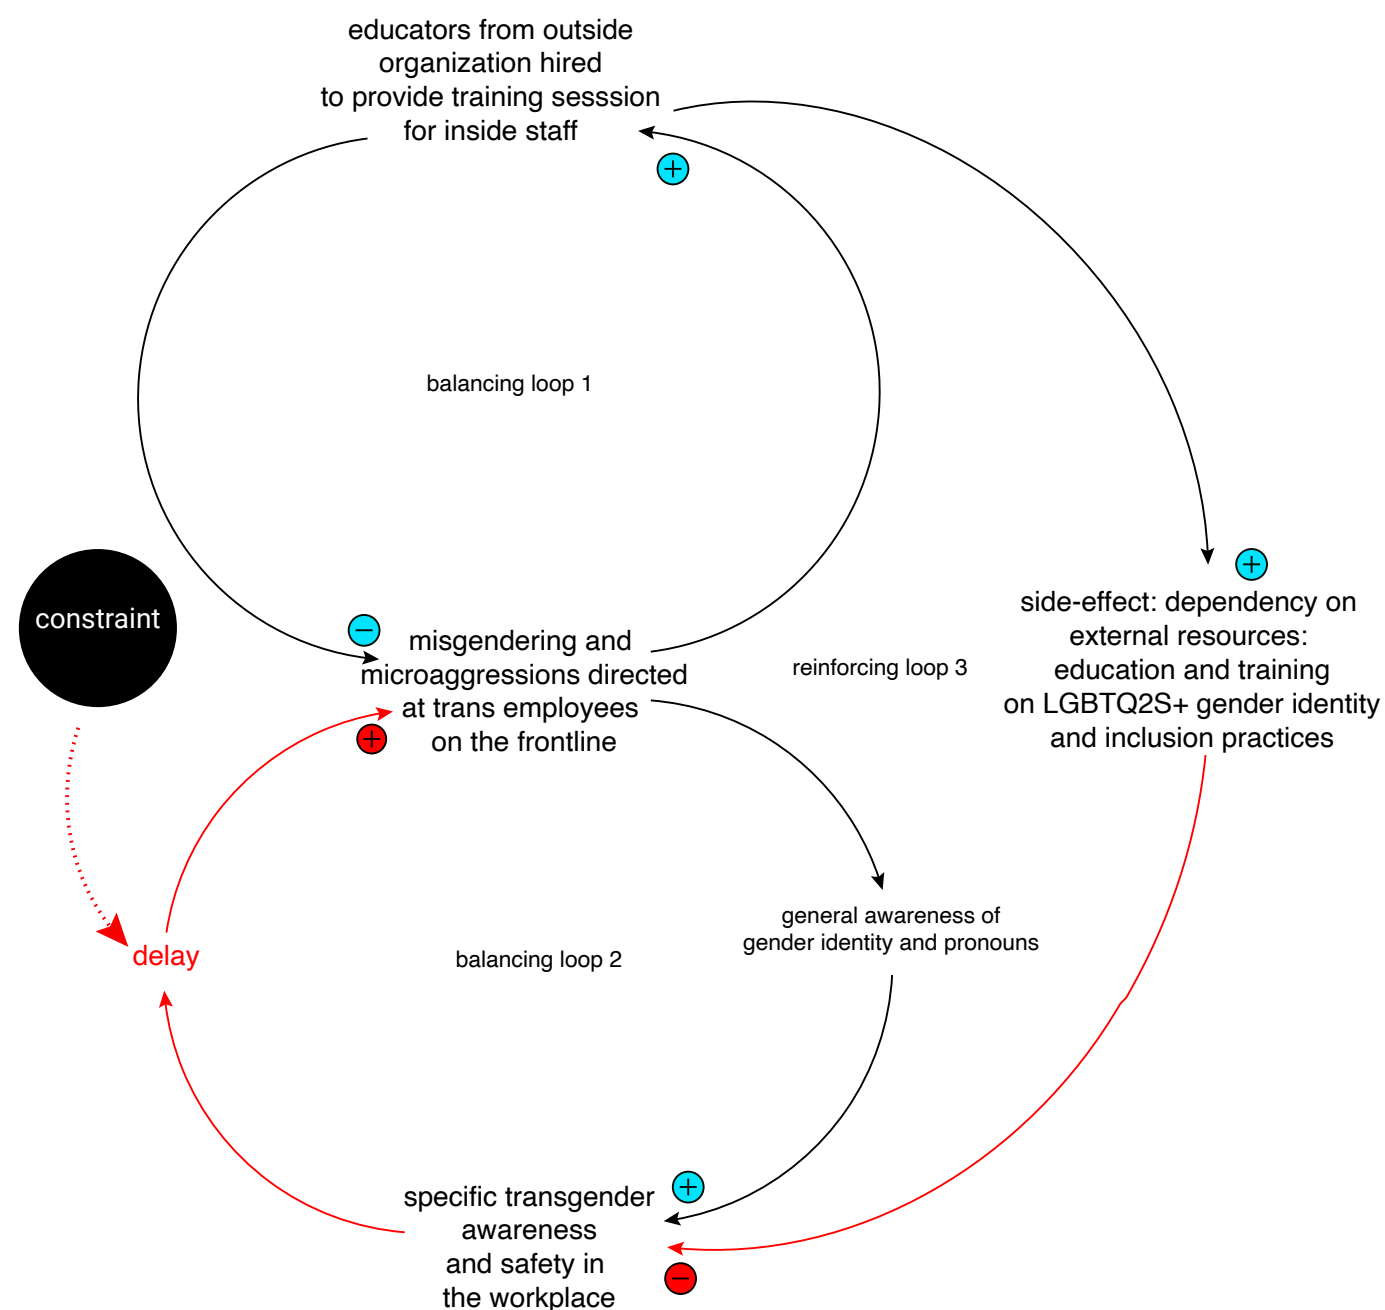 educators from outside
organization hired
to provide training sesssion
for inside staff
+
balancing loop 1
constraint
−
misgendering and
microaggressions directed
at trans employees
on the frontline
+
reinforcing loop 3
+
side-effect: dependency on
external resources:
education and training
on LGBTQ2S+ gender identity
and inclusion practices
general awareness of
gender identity and pronouns
delay
balancing loop 2
+
specific transgender
awareness
and safety in
the workplace
−